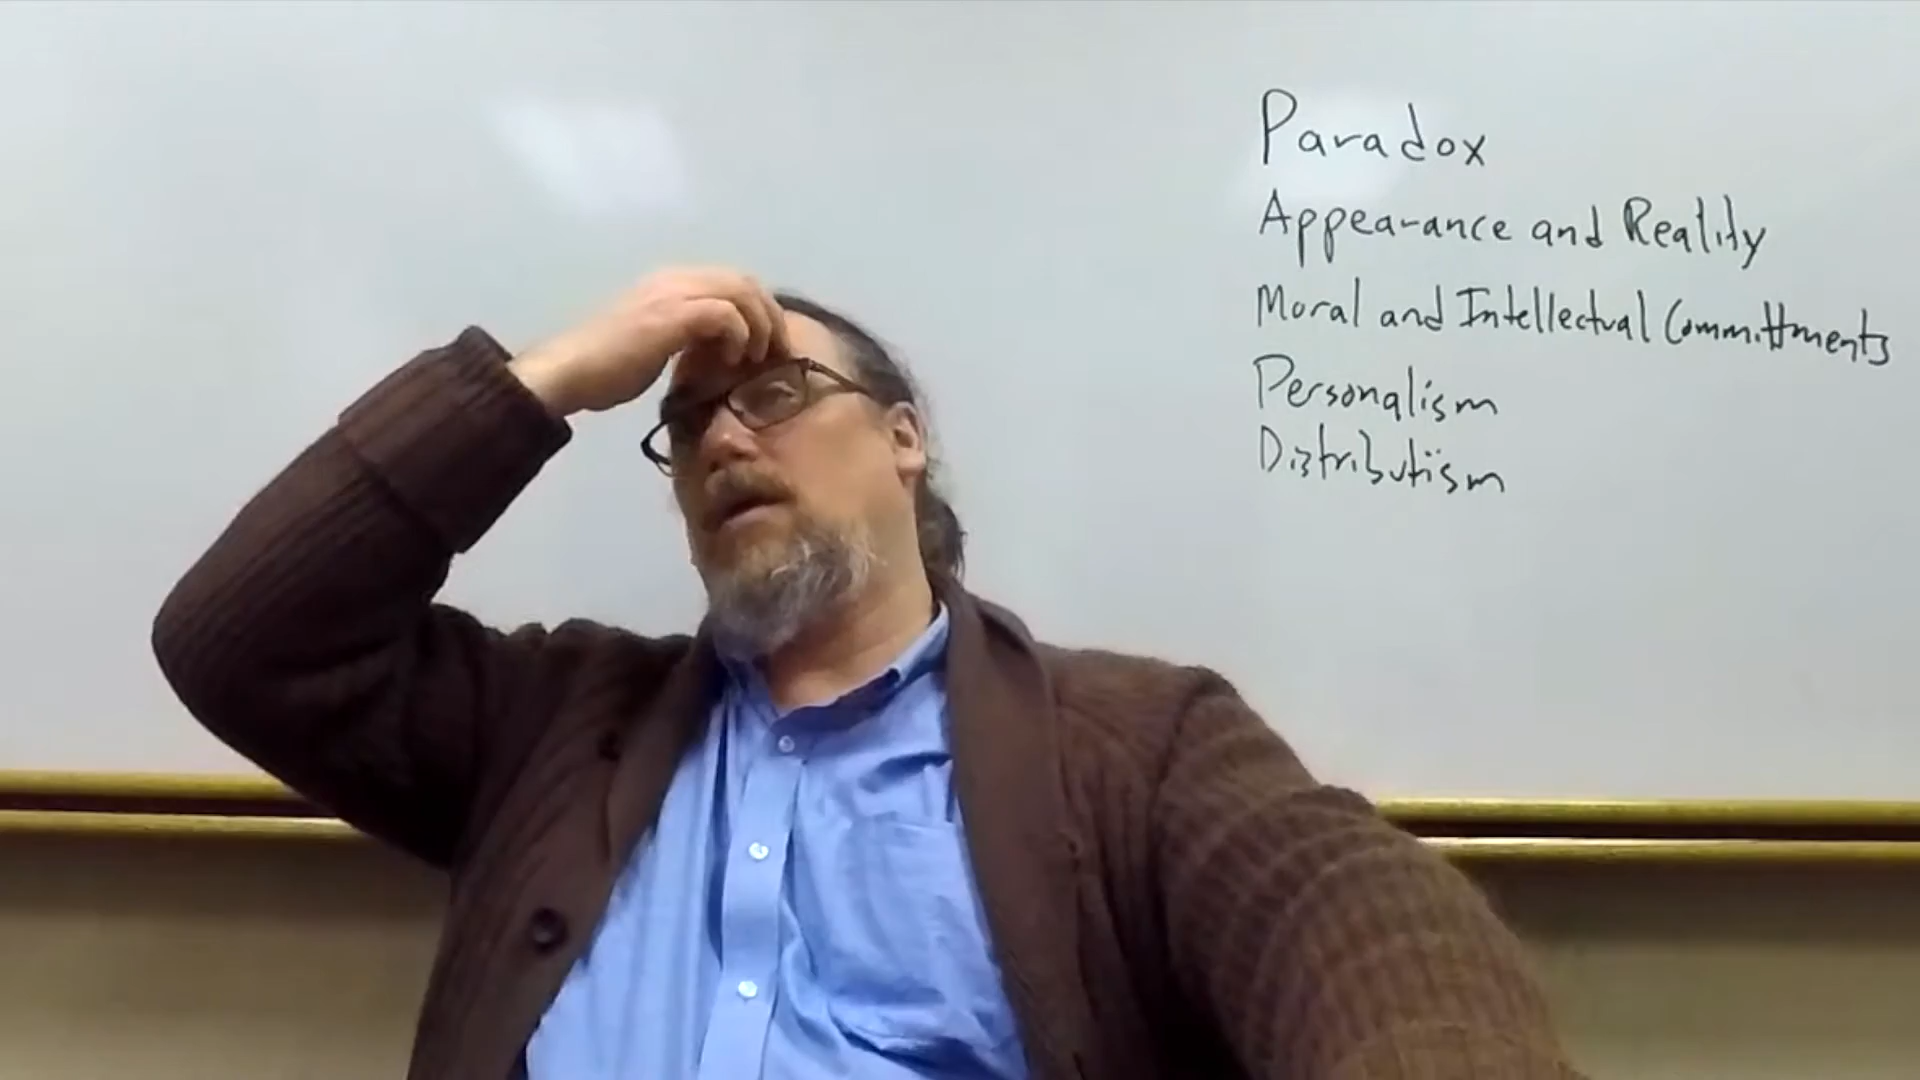 Paradox
Appearance and Reality
Moral and Intellectual Committments
Personalism
Distributism